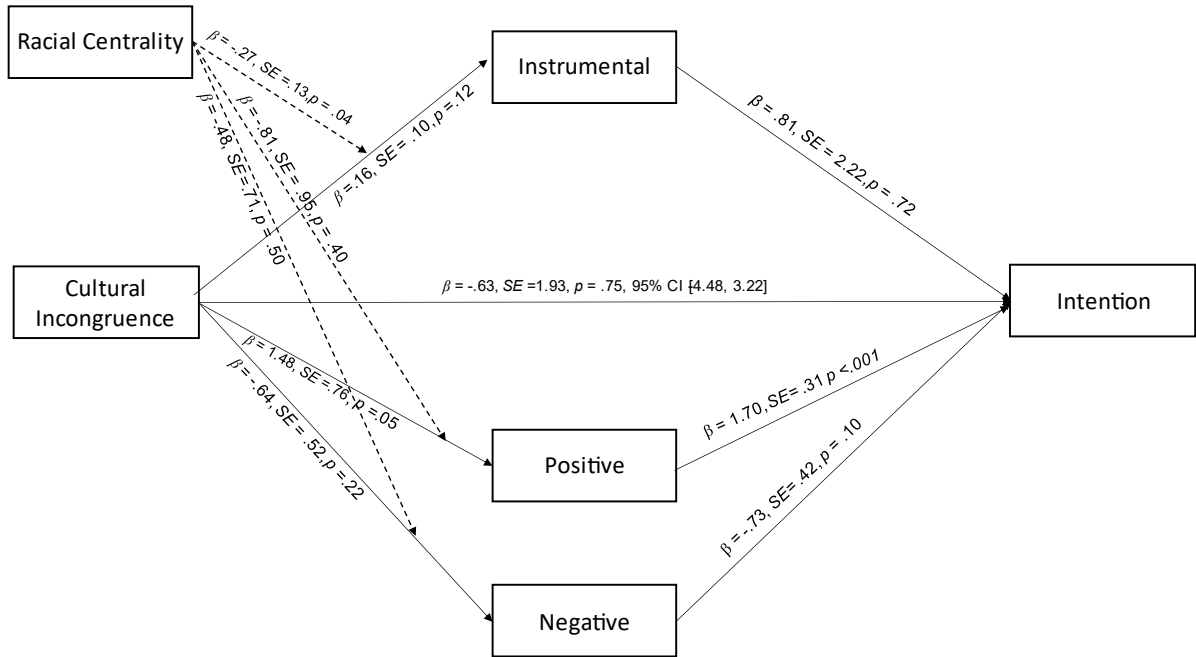 Racial Centrality
β = -.27, SE =.13,p = .04
β = .48, SE =.71, p = .50
β = .81, SE =.95, p = .40
Instrumental
β =.16, SE = .10, p = .12
β = .81, SE = 2.22,p = .72
Cultural
Incongruence
β = -.63, SE =1.93, p = .75, 95% CI [-4.48, 3.22]
Intention
β = 1.48, SE =.76, p =.05
β = -.64, SE = .52, p = .22
Positive
β = 1.70, SE= .31 p <.001
β = -.73, SE= .42, p = .10
Negative